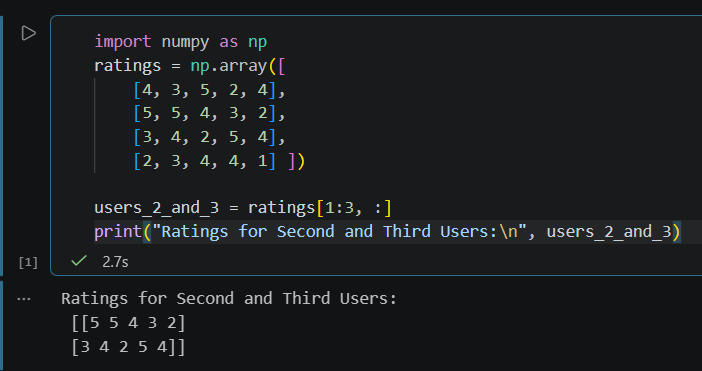 import numpy as np
ratings = np.array([
    [4, 3, 5, 2, 4],
    [5, 5, 4, 3, 2],
    [3, 4, 2, 5, 4],
    [2, 3, 4, 4, 1] ])
users_2_and_3 = ratings[1:3, :]
print("Ratings for Second and Third Users:\n", users_2_and_3)
[1] 2.7s
... Ratings for Second and Third Users:
 [[5 5 4 3 2]
 [3 4 2 5 4]]